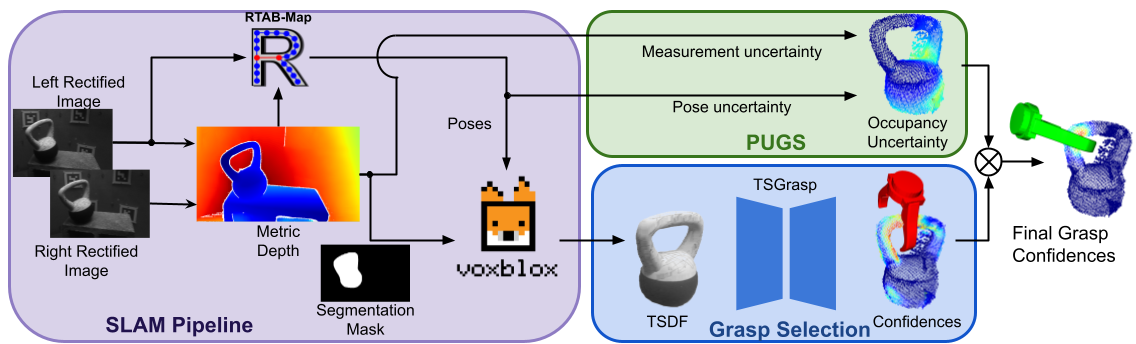 RTAB-Map
Left Rectified
Image
Measurement uncertainty
Pose uncertainty
Poses
Occupancy
Uncertainty
PUGS
TSGrasp
Metric
Depth
Right Rectified
Image
voxblox
Final Grasp
Confidences
Segmentation
Mask
SLAM Pipeline
TSDF
Confidences
Grasp Selection